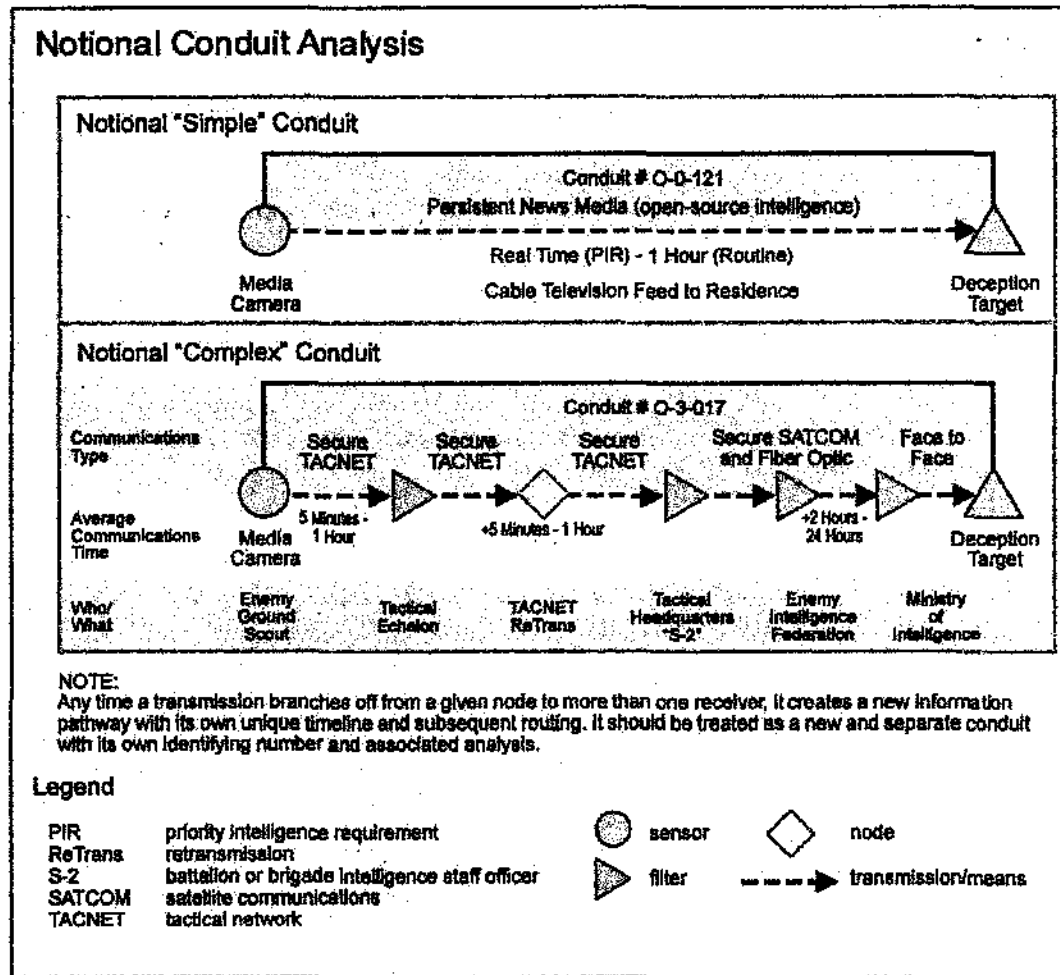 Notional Conduit Analysis
Notional "Simple" Conduit
Conduit # O-0-121
Persistent News Media (open-source intelligence)
Real Time (PIR) - 1 Hour (Routine)
Cable Television Feed to Residence
Media
Camera
Deception
Target
Notional "Complex" Conduit
Conduit # O-3-017
Communications
Type
Secure
TACNET
Secure
TACNET
Secure
TACNET
Secure SATCOM
and Fiber Optic
Face to
Face
Average
Communications
Time
Media
Camera
5 Minutes -
1 Hour
+5 Minutes - 1 Hour
+2 Hours -
24 Hours
Deception
Target
Who/
What
Enemy
Ground
Scout
Tactical
Echelon
TACNET
ReTrans
Tactical
Headquarters
"S-2"
Enemy
Intelligence
Federation
Ministry
of
Intelligence
NOTE:
Any time a transmission branches off from a given node to more than one receiver, it creates a new information
pathway with its own unique timeline and subsequent routing. It should be treated as a new and separate conduit
with its own identifying number and associated analysis.
Legend
PIR priority intelligence requirement
ReTrans retransmission
S-2 battalion or brigade intelligence staff officer
SATCOM satellite communications
TACNET tactical network
sensor
node
filter
transmission/means